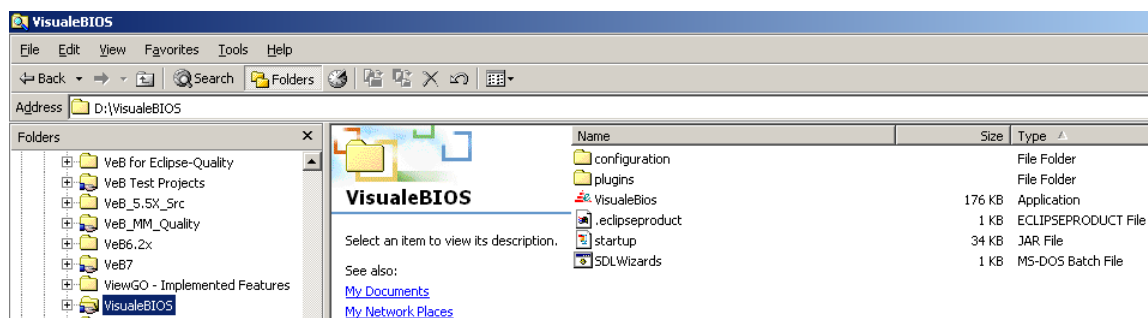 VisualeBIOS
File Edit View Favorites Tools Help
Back Search Folders
Address D:\VisualeBIOS
Folders x
VeB for Eclipse-Quality
VeB Test Projects
VeB_5.5X_Src
VeB_MM_Quality
VeB6.2x
VeB7
ViewGO - Implemented Features
VisualeBIOS
VisualeBIOS
Select an item to view its description.
See also:
My Documents
My Network Places
Name Size Type
configuration File Folder
plugins File Folder
VisualeBios 176 KB Application
.eclipseproduct 1 KB ECLIPSEPRODUCT File
startup 34 KB JAR File
SDLWizards 1 KB MS-DOS Batch File